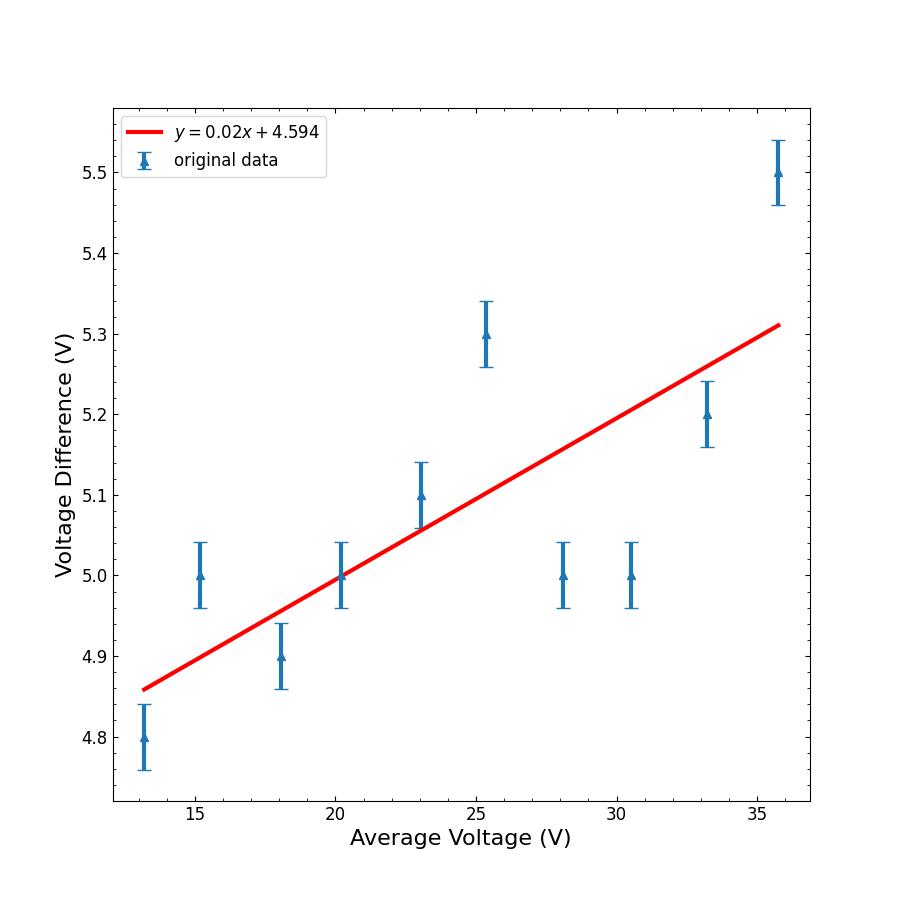 y = 0.02x + 4.594
original data
5.5
5.4
5.3
5.2
5.1
5.0
4.9
4.8
Voltage Difference (V)
15 20 25 30 35
Average Voltage (V)